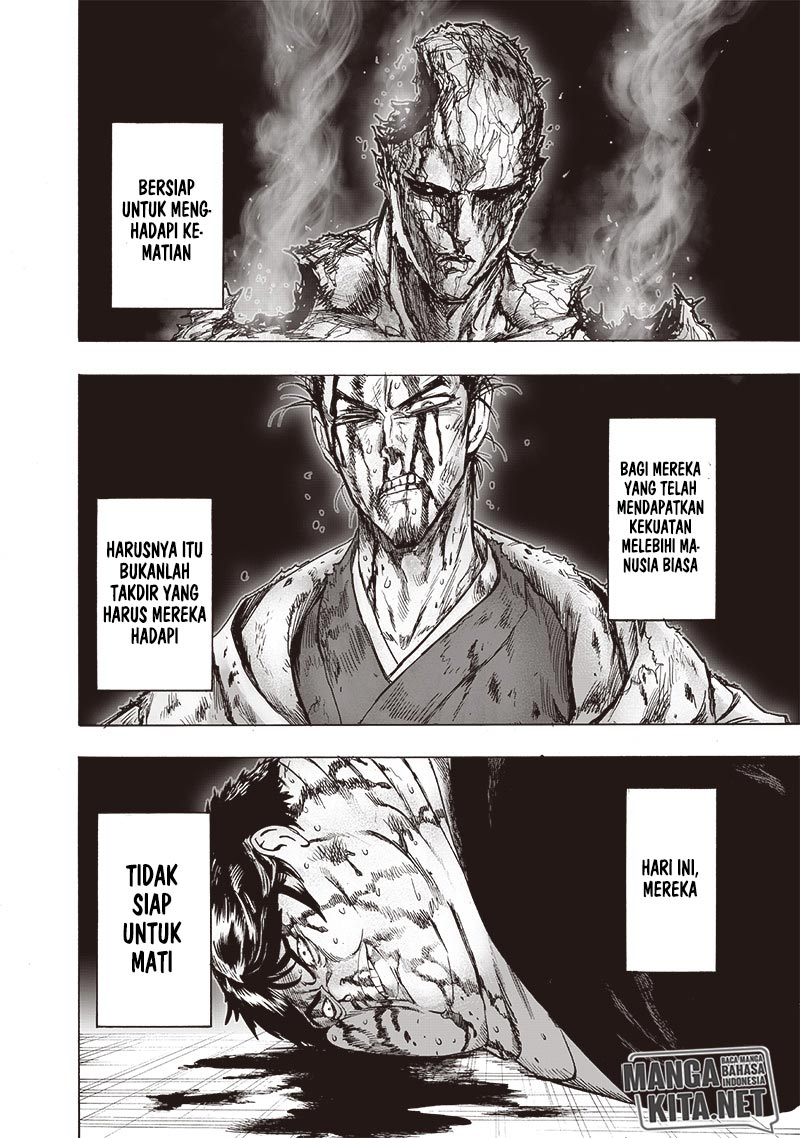 BERSIAP
UNTUK MENG-
HADAPI KE-
MATIAN
BAGI MEREKA
YANG TELAH
MENDAPATKAN
KEKUATAN
MELEBIHI MA-
NUSIA BIASA
HARUSNYA ITU
BUKANLAH
TAKDIR YANG
HARUS MEREKA
HADAPI
HARI INI,
MEREKA
TIDAK
SIAP
UNTUK
MATI
MANGA
BACA MANGA
BAHASA
INDONESIA
KITA.NET